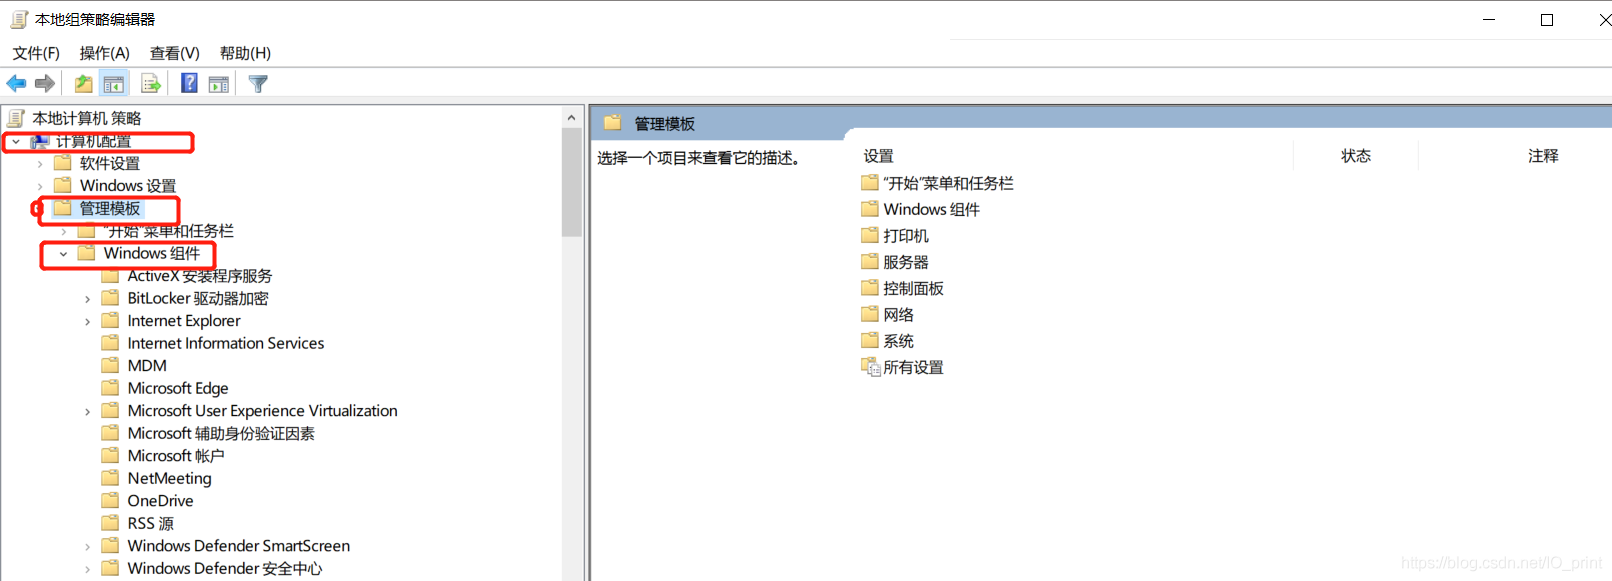 本地组策略编辑器
文件(F) 操作(A) 查看(V) 帮助(H)
本地计算机 策略
计算机配置
软件设置
Windows 设置
管理模板
“开始”菜单和任务栏
Windows 组件
ActiveX 安装程序服务
BitLocker 驱动器加密
Internet Explorer
Internet Information Services
MDM
Microsoft Edge
Microsoft User Experience Virtualization
Microsoft 辅助身份验证因素
Microsoft 帐户
NetMeeting
OneDrive
RSS 源
Windows Defender SmartScreen
Windows Defender 安全中心
管理模板
选择一个项目来查看它的描述。
设置 状态 注释
“开始”菜单和任务栏
Windows 组件
打印机
服务器
控制面板
网络
系统
所有设置
https://blog.csdn.net/IO_print